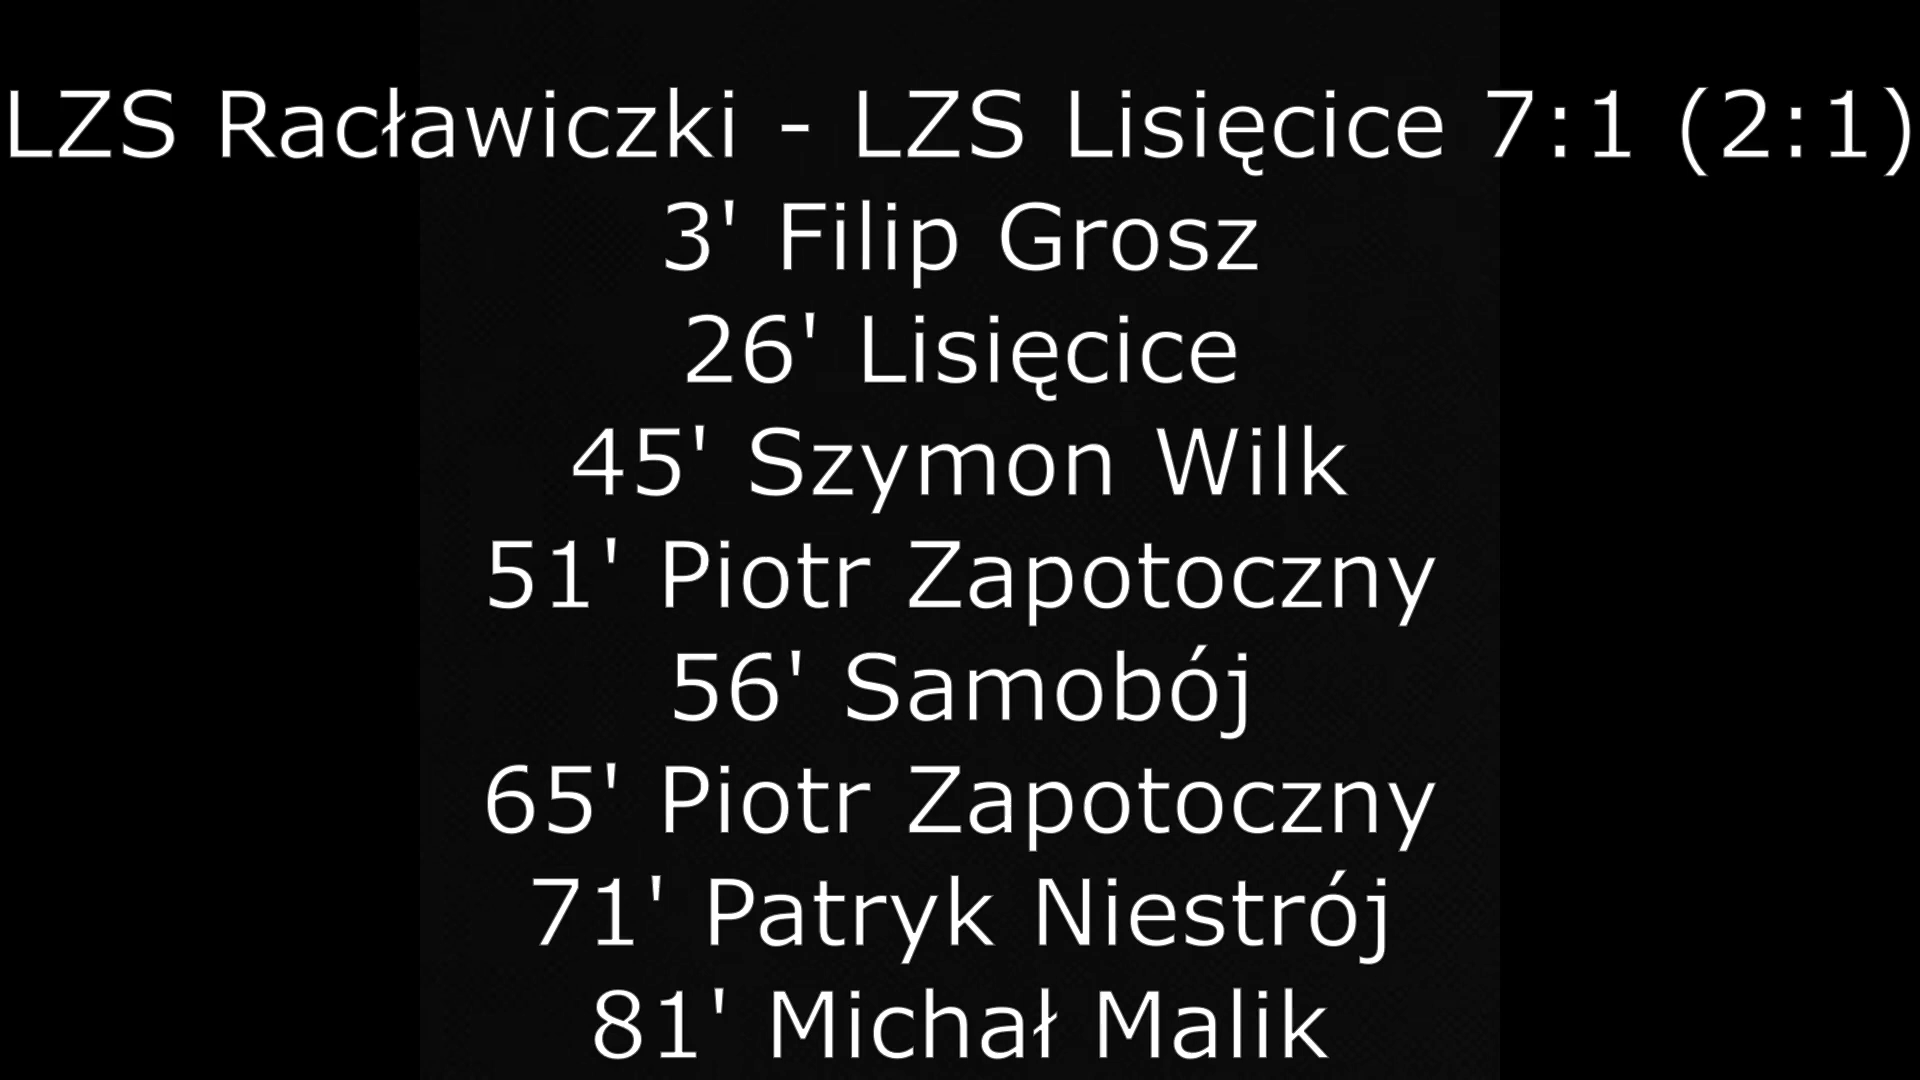 LZS Racławiczki - LZS Lisięcice 7:1 (2:1)
3' Filip Grosz
26' Lisięcice
45' Szymon Wilk
51' Piotr Zapotoczny
56' Samobój
65' Piotr Zapotoczny
71' Patryk Niestrój
81' Michał Malik